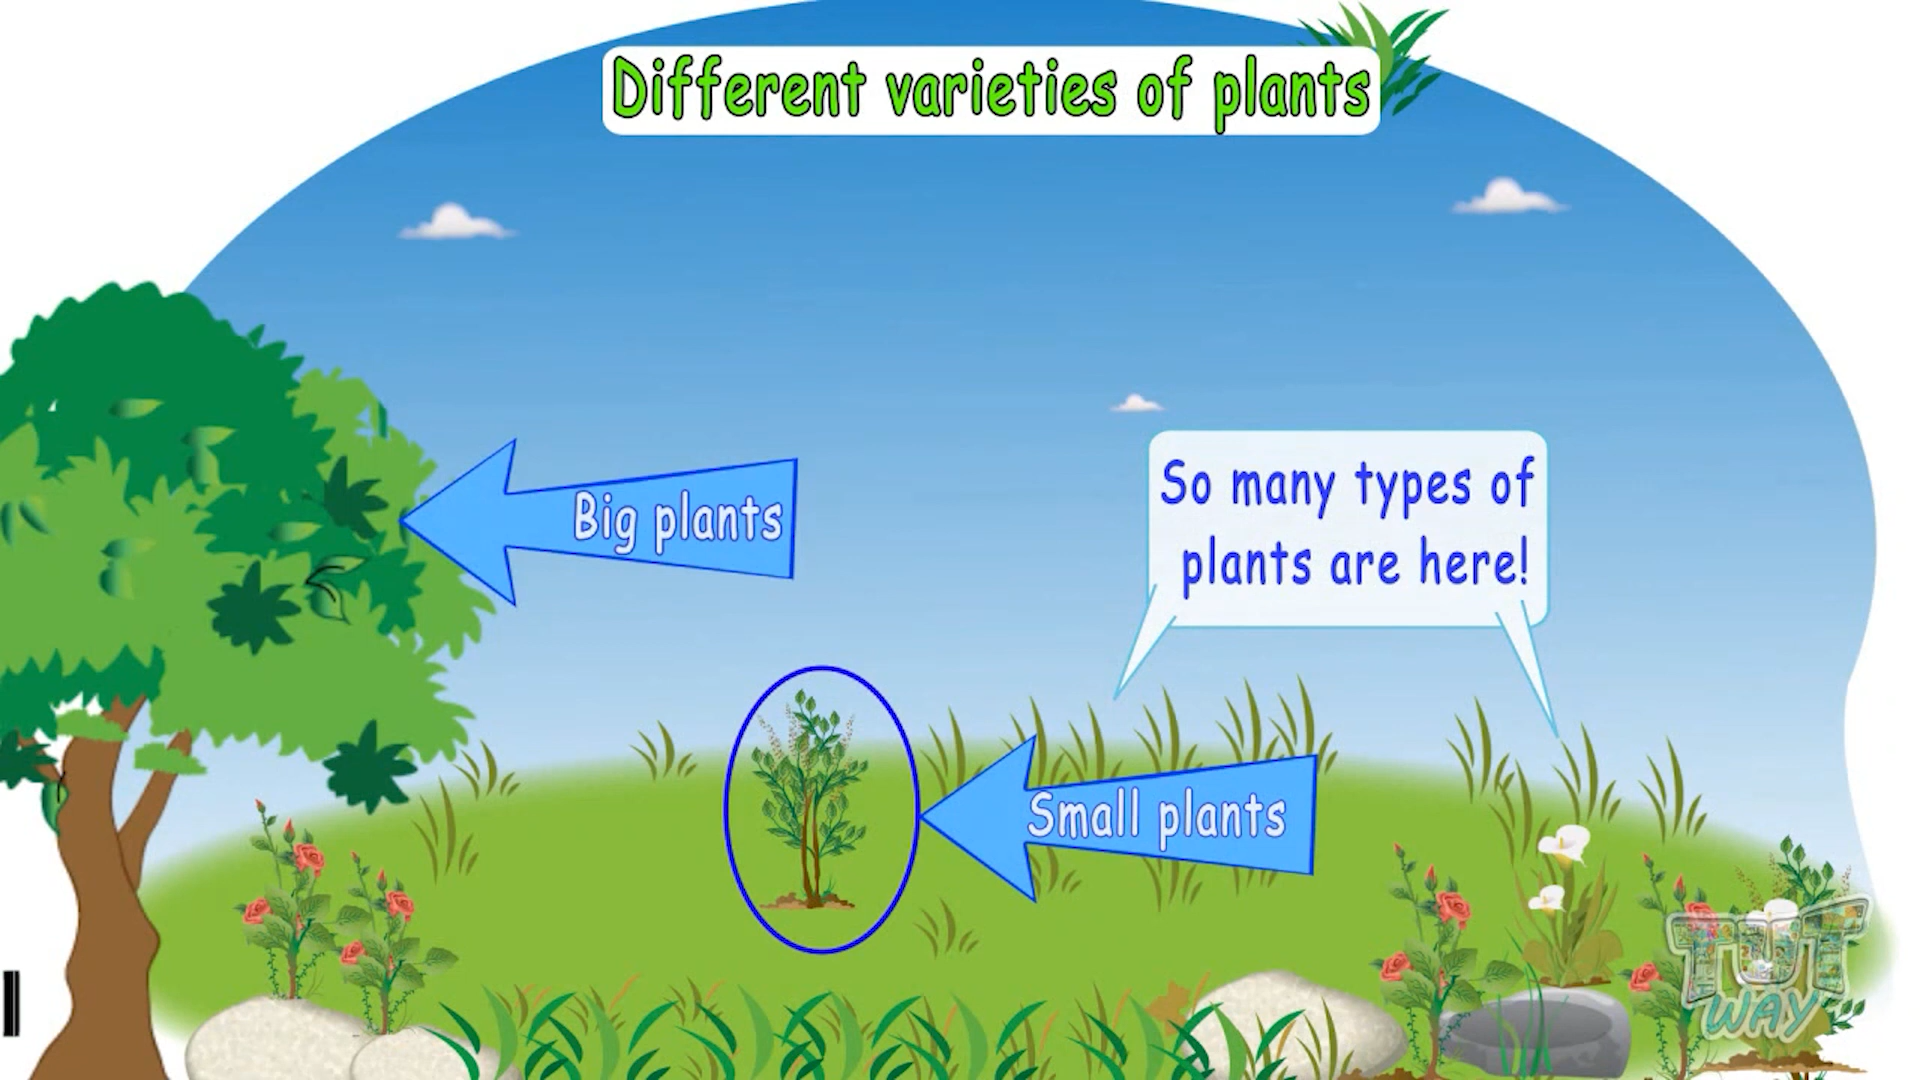 Different varieties of plants
Big plants
So many types of
plants are here!
Small plants
TUT
WAY